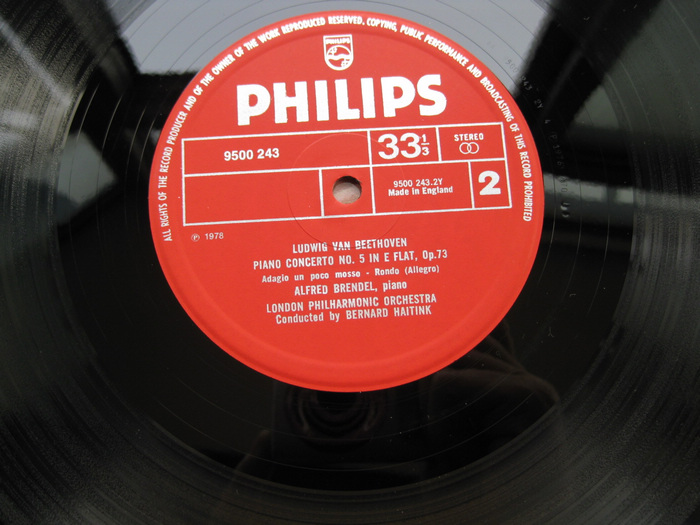 ALL RIGHTS OF THE RECORD PRODUCER AND OF THE OWNER OF THE WORK REPRODUCED RESERVED. COPYING, PUBLIC PERFORMANCE AND BROADCASTING OF THIS RECORD PROHIBITED
PHILIPS
PHILIPS
9500 243
33 1/3
STEREO
9500 243.2Y
Made in England
2
℗ 1978
LUDWIG VAN BEETHOVEN
PIANO CONCERTO NO. 5 IN E FLAT, Op.73
Adagio un poco mosso - Rondo (Allegro)
ALFRED BRENDEL, piano
LONDON PHILHARMONIC ORCHESTRA
Conducted by BERNARD HAITINK